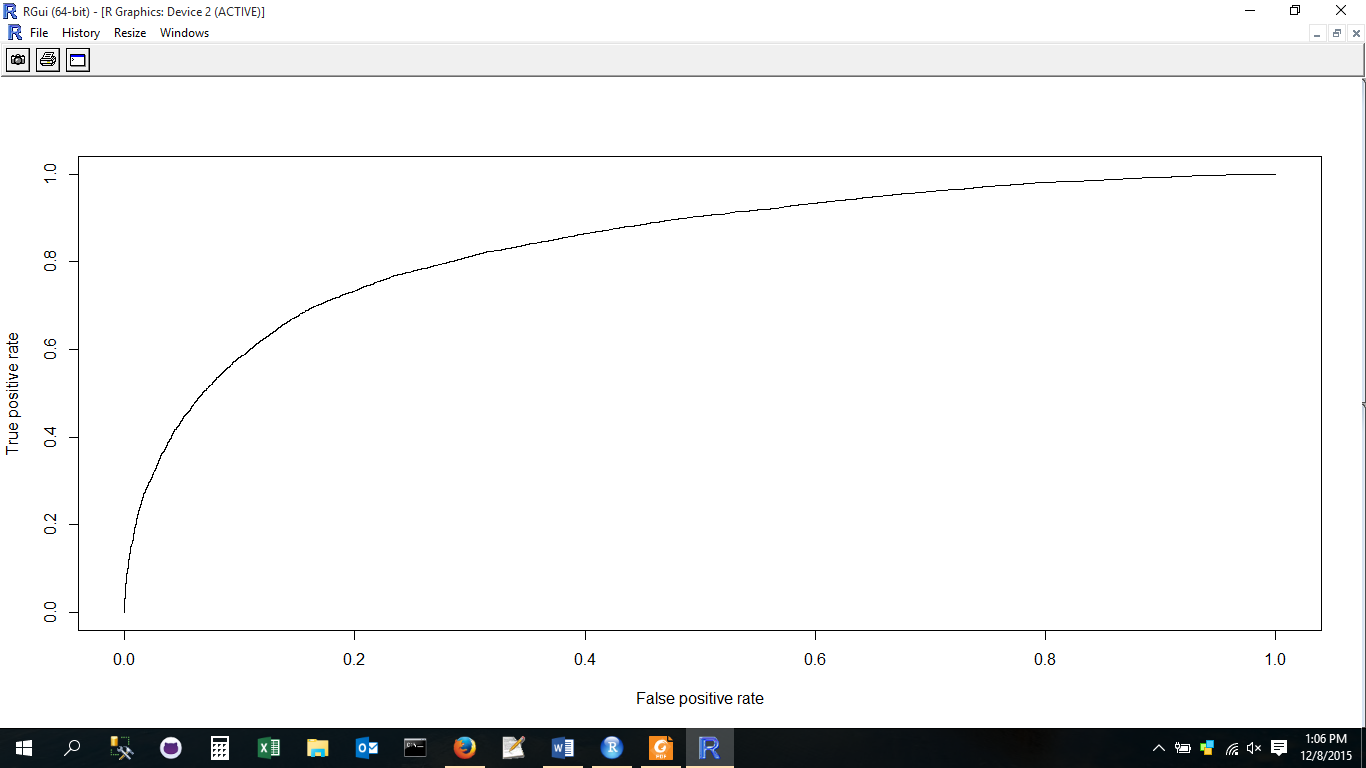 RGui (64-bit) - [R Graphics: Device 2 (ACTIVE)]
File History Resize Windows
True positive rate
1.0
0.8
0.6
0.4
0.2
0.0
0.0 0.2 0.4 0.6 0.8 1.0
False positive rate
1:06 PM
12/8/2015